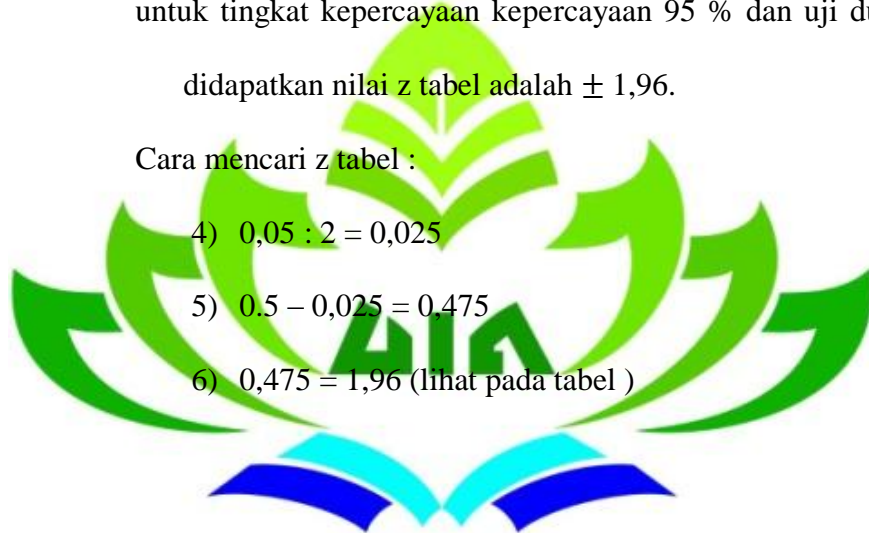 untuk tingkat kepercayaan kepercayaan 95 % dan uji
didapatkan nilai z tabel adalah ± 1,96.
Cara mencari z tabel :
4) 0,05 : 2 = 0,025
5) 0.5 – 0,025 = 0,475
UIN
6) 0,475 = 1,96 (lihat pada tabel )